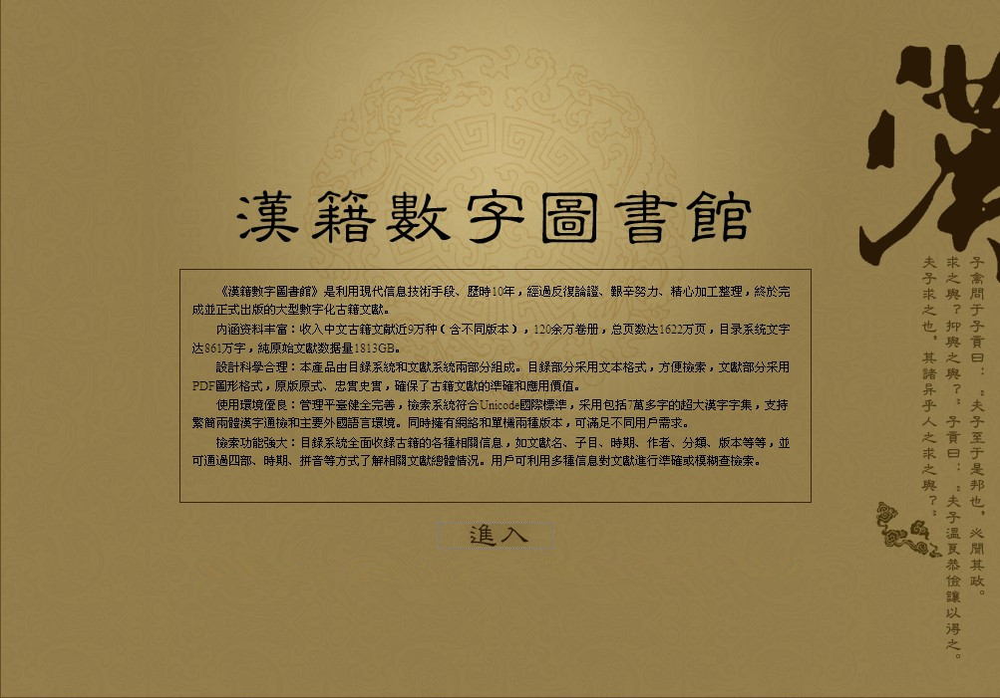 漢籍數字圖書館
《漢籍數字圖書館》是利用現代信息技術手段、歷時10年，經過反復論證、艱辛努力、精心加工整理，終於完
成並正式出版的大型數字化古籍文獻。
内涵资料丰富：收入中文古籍文献近9万种（含不同版本），120余万卷册，总页数达1622万页，目录系统文字
达861万字，純原始文獻数据量1813GB。
設計科學合理：本產品由目錄系統和文獻系統兩部分組成。目錄部分采用文本格式，方便檢索，文獻部分采用
PDF圖形格式，原版原式、忠實史實，確保了古籍文獻的準確和應用價值。
使用環境優良：管理平臺健全完善，檢索系統符合Unicode國際標準，采用包括7萬多字的超大漢字字集，支持
繁簡兩體漢字通檢和主要外國語言環境。同時擁有網絡和單機兩種版本，可滿足不同用戶需求。
檢索功能強大：目錄系統全面收錄古籍的各種相關信息，如文獻名、子目、時期、作者、分類、版本等等，並
可通過四部、時期、拼音等方式了解相關文獻總體情況。用戶可利用多種信息對文獻進行準確或模糊查檢索。
進入
漢
子禽問于子貢曰：“夫子至于是邦也，必聞其政。
求之與？抑與之與？”子貢曰：“夫子溫良恭儉讓以得之。
夫子求之也，其諸异乎人之求之與？”